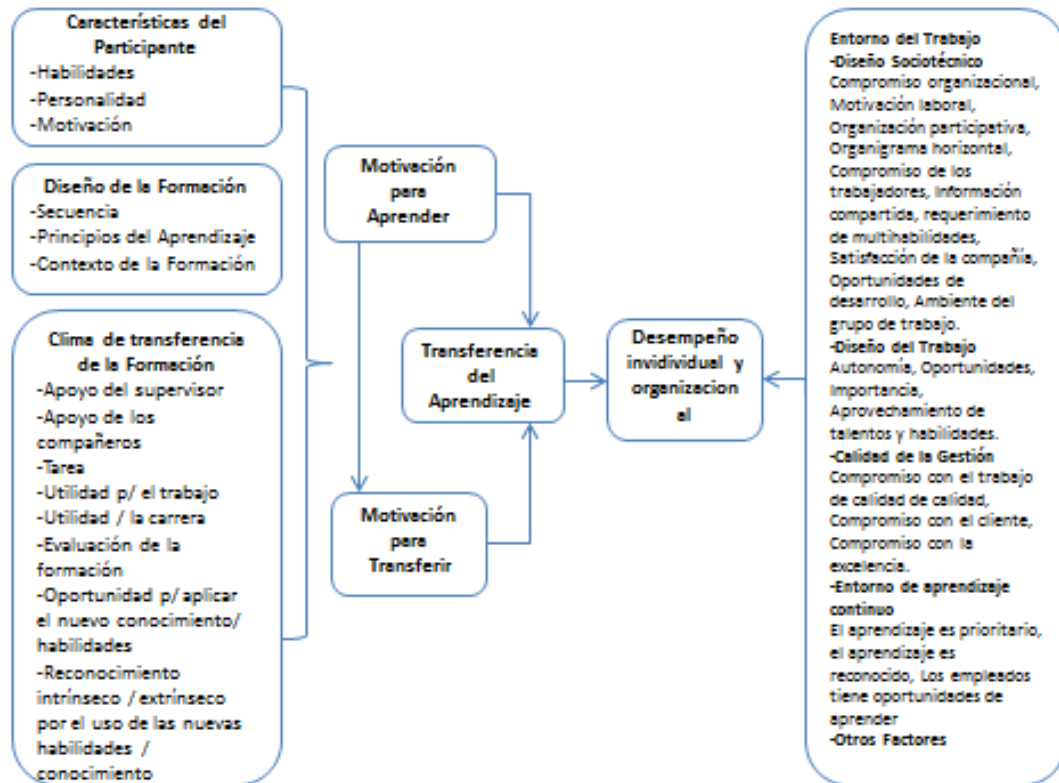 Características del
Participante
-Habilidades
-Personalidad
-Motivación
Diseño de la Formación
-Secuencia
-Principios del Aprendizaje
-Contexto de la Formación
Clima de transferencia
de la Formación
-Apoyo del supervisor
-Apoyo de los
compañeros
-Tarea
-Utilidad p/ el trabajo
-Utilidad / la carrera
-Evaluación de la
formación
-Oportunidad p/ aplicar
el nuevo conocimiento/
habilidades
-Reconocimiento
intrínseco / extrínseco
por el uso de las nuevas
habilidades /
conocimiento
Motivación
para
Aprender
Transferencia
del
Aprendizaje
Motivación
para
Transferir
Desempeño
invidividual y
organizacion
al
Entorno del Trabajo
-Diseño Sociotécnico
Compromiso organizacional,
Motivación laboral,
Organización participativa,
Organigrama horizontal,
Compromiso de los
trabajadores, Información
compartida, requerimiento
de multihabilidades,
Satisfacción de la compañía,
Oportunidades de
desarrollo, Ambiente del
grupo de trabajo.
-Diseño del Trabajo
Autonomía, Oportunidades,
Importancia,
Aprovechamiento de
talentos y habilidades.
-Calidad de la Gestión
Compromiso con el trabajo
de calidad de calidad,
Compromiso con el cliente,
Compromiso con la
excelencia.
-Entorno de aprendizaje
continuo
El aprendizaje es prioritario,
el aprendizaje es
reconocido, Los empleados
tiene oportunidades de
aprender
-Otros Factores